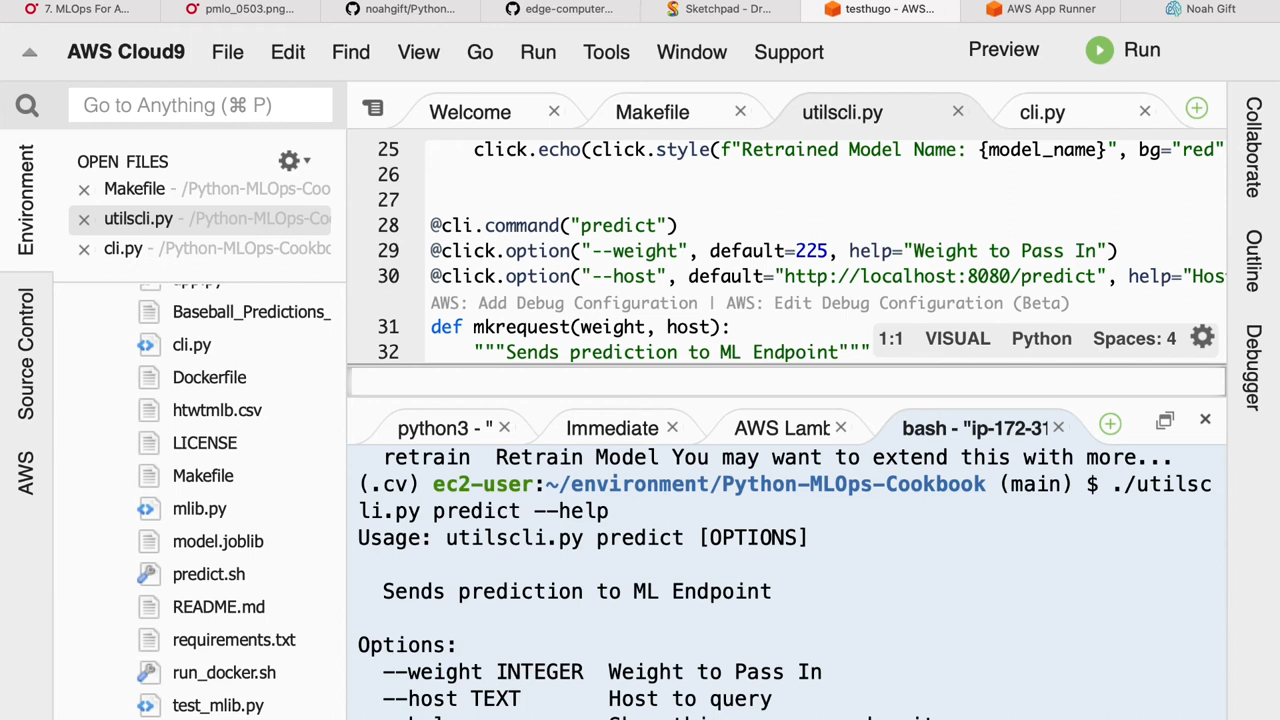 7. MLOps For A...
pmlo_0503.png...
noahgift/Python...
edge-computer...
Sketchpad - Dr...
testhugo - AWS...
AWS App Runner
Noah Gift
AWS Cloud9 File Edit Find View Go Run Tools Window Support Preview Run
Go to Anything (⌘ P)
Welcome
Makefile
utilscli.py
cli.py
Environment
Source Control
AWS
OPEN FILES
Makefile - /Python-MLOps-Coo
utilscli.py - /Python-MLOps-Co
cli.py - /Python-MLOps-Cookbo
Baseball_Predictions_
cli.py
Dockerfile
htwtmlb.csv
LICENSE
Makefile
mlib.py
model.joblib
predict.sh
README.md
requirements.txt
run_docker.sh
test_mlib.py
25 click.echo(click.style(f"Retrained Model Name: {model_name}", bg="red"
26
27
28 @cli.command("predict")
29 @click.option("--weight", default=225, help="Weight to Pass In")
30 @click.option("--host", default="http://localhost:8080/predict", help="Hos
AWS: Add Debug Configuration | AWS: Edit Debug Configuration (Beta)
31 def mkrequest(weight, host):
32 """Sends prediction to ML Endpoint"""
1:1 VISUAL Python Spaces: 4
python3 - "
Immediate
AWS Lamb
bash - "ip-172-31
retrain Retrain Model You may want to extend this with more...
(.cv) ec2-user:~/environment/Python-MLOps-Cookbook (main) $ ./utilsc
li.py predict --help
Usage: utilscli.py predict [OPTIONS]
Sends prediction to ML Endpoint
Options:
--weight INTEGER Weight to Pass In
--host TEXT Host to query
Collaborate
Outline
Debugger